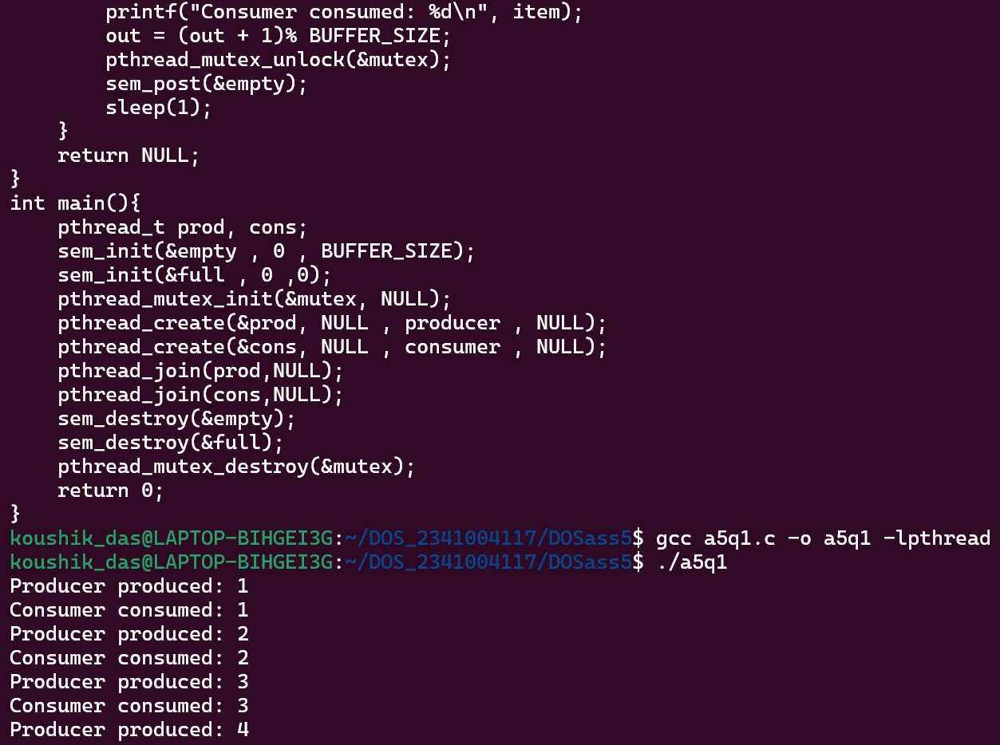 printf("Consumer consumed: %d\n", item);
        out = (out + 1)% BUFFER_SIZE;
        pthread_mutex_unlock(&mutex);
        sem_post(&empty);
        sleep(1);
    }
    return NULL;
}
int main(){
    pthread_t prod, cons;
    sem_init(&empty , 0 , BUFFER_SIZE);
    sem_init(&full , 0 ,0);
    pthread_mutex_init(&mutex, NULL);
    pthread_create(&prod, NULL , producer , NULL);
    pthread_create(&cons, NULL , consumer , NULL);
    pthread_join(prod,NULL);
    pthread_join(cons,NULL);
    sem_destroy(&empty);
    sem_destroy(&full);
    pthread_mutex_destroy(&mutex);
    return 0;
}
koushik_das@LAPTOP-BIHGEI3G:~/DOS_2341004117/DOSass5$ gcc a5q1.c -o a5q1 -lpthread
koushik_das@LAPTOP-BIHGEI3G:~/DOS_2341004117/DOSass5$ ./a5q1
Producer produced: 1
Consumer consumed: 1
Producer produced: 2
Consumer consumed: 2
Producer produced: 3
Consumer consumed: 3
Producer produced: 4